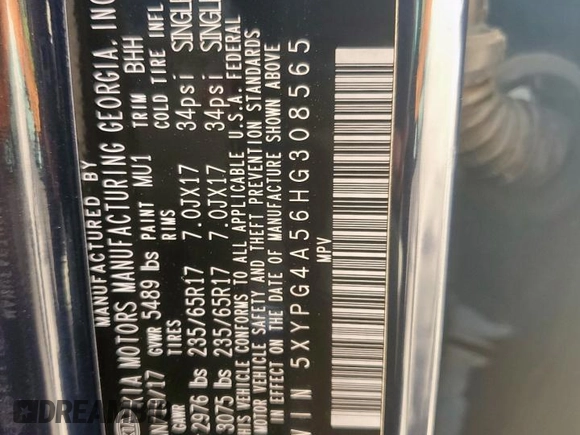 MANUFACTURED BY
KIA MOTORS MANUFACTURING GEORGIA, INC
GVWR 5489 lbs PAINT MU1 TRIM BHH
GAWR TIRES RIMS COLD TIRE INFL
2976 lbs 235/65R17 7.0JX17 34psi SINGLE
3075 lbs 235/65R17 7.0JX17 34psi SINGLE
THIS VEHICLE CONFORMS TO ALL APPLICABLE U.S.A. FEDERAL
MOTOR VEHICLE SAFETY AND THEFT PREVENTION STANDARDS
IN EFFECT ON THE DATE OF MANUFACTURE SHOWN ABOVE
VIN 5XYPG4A56HG308565
MPV